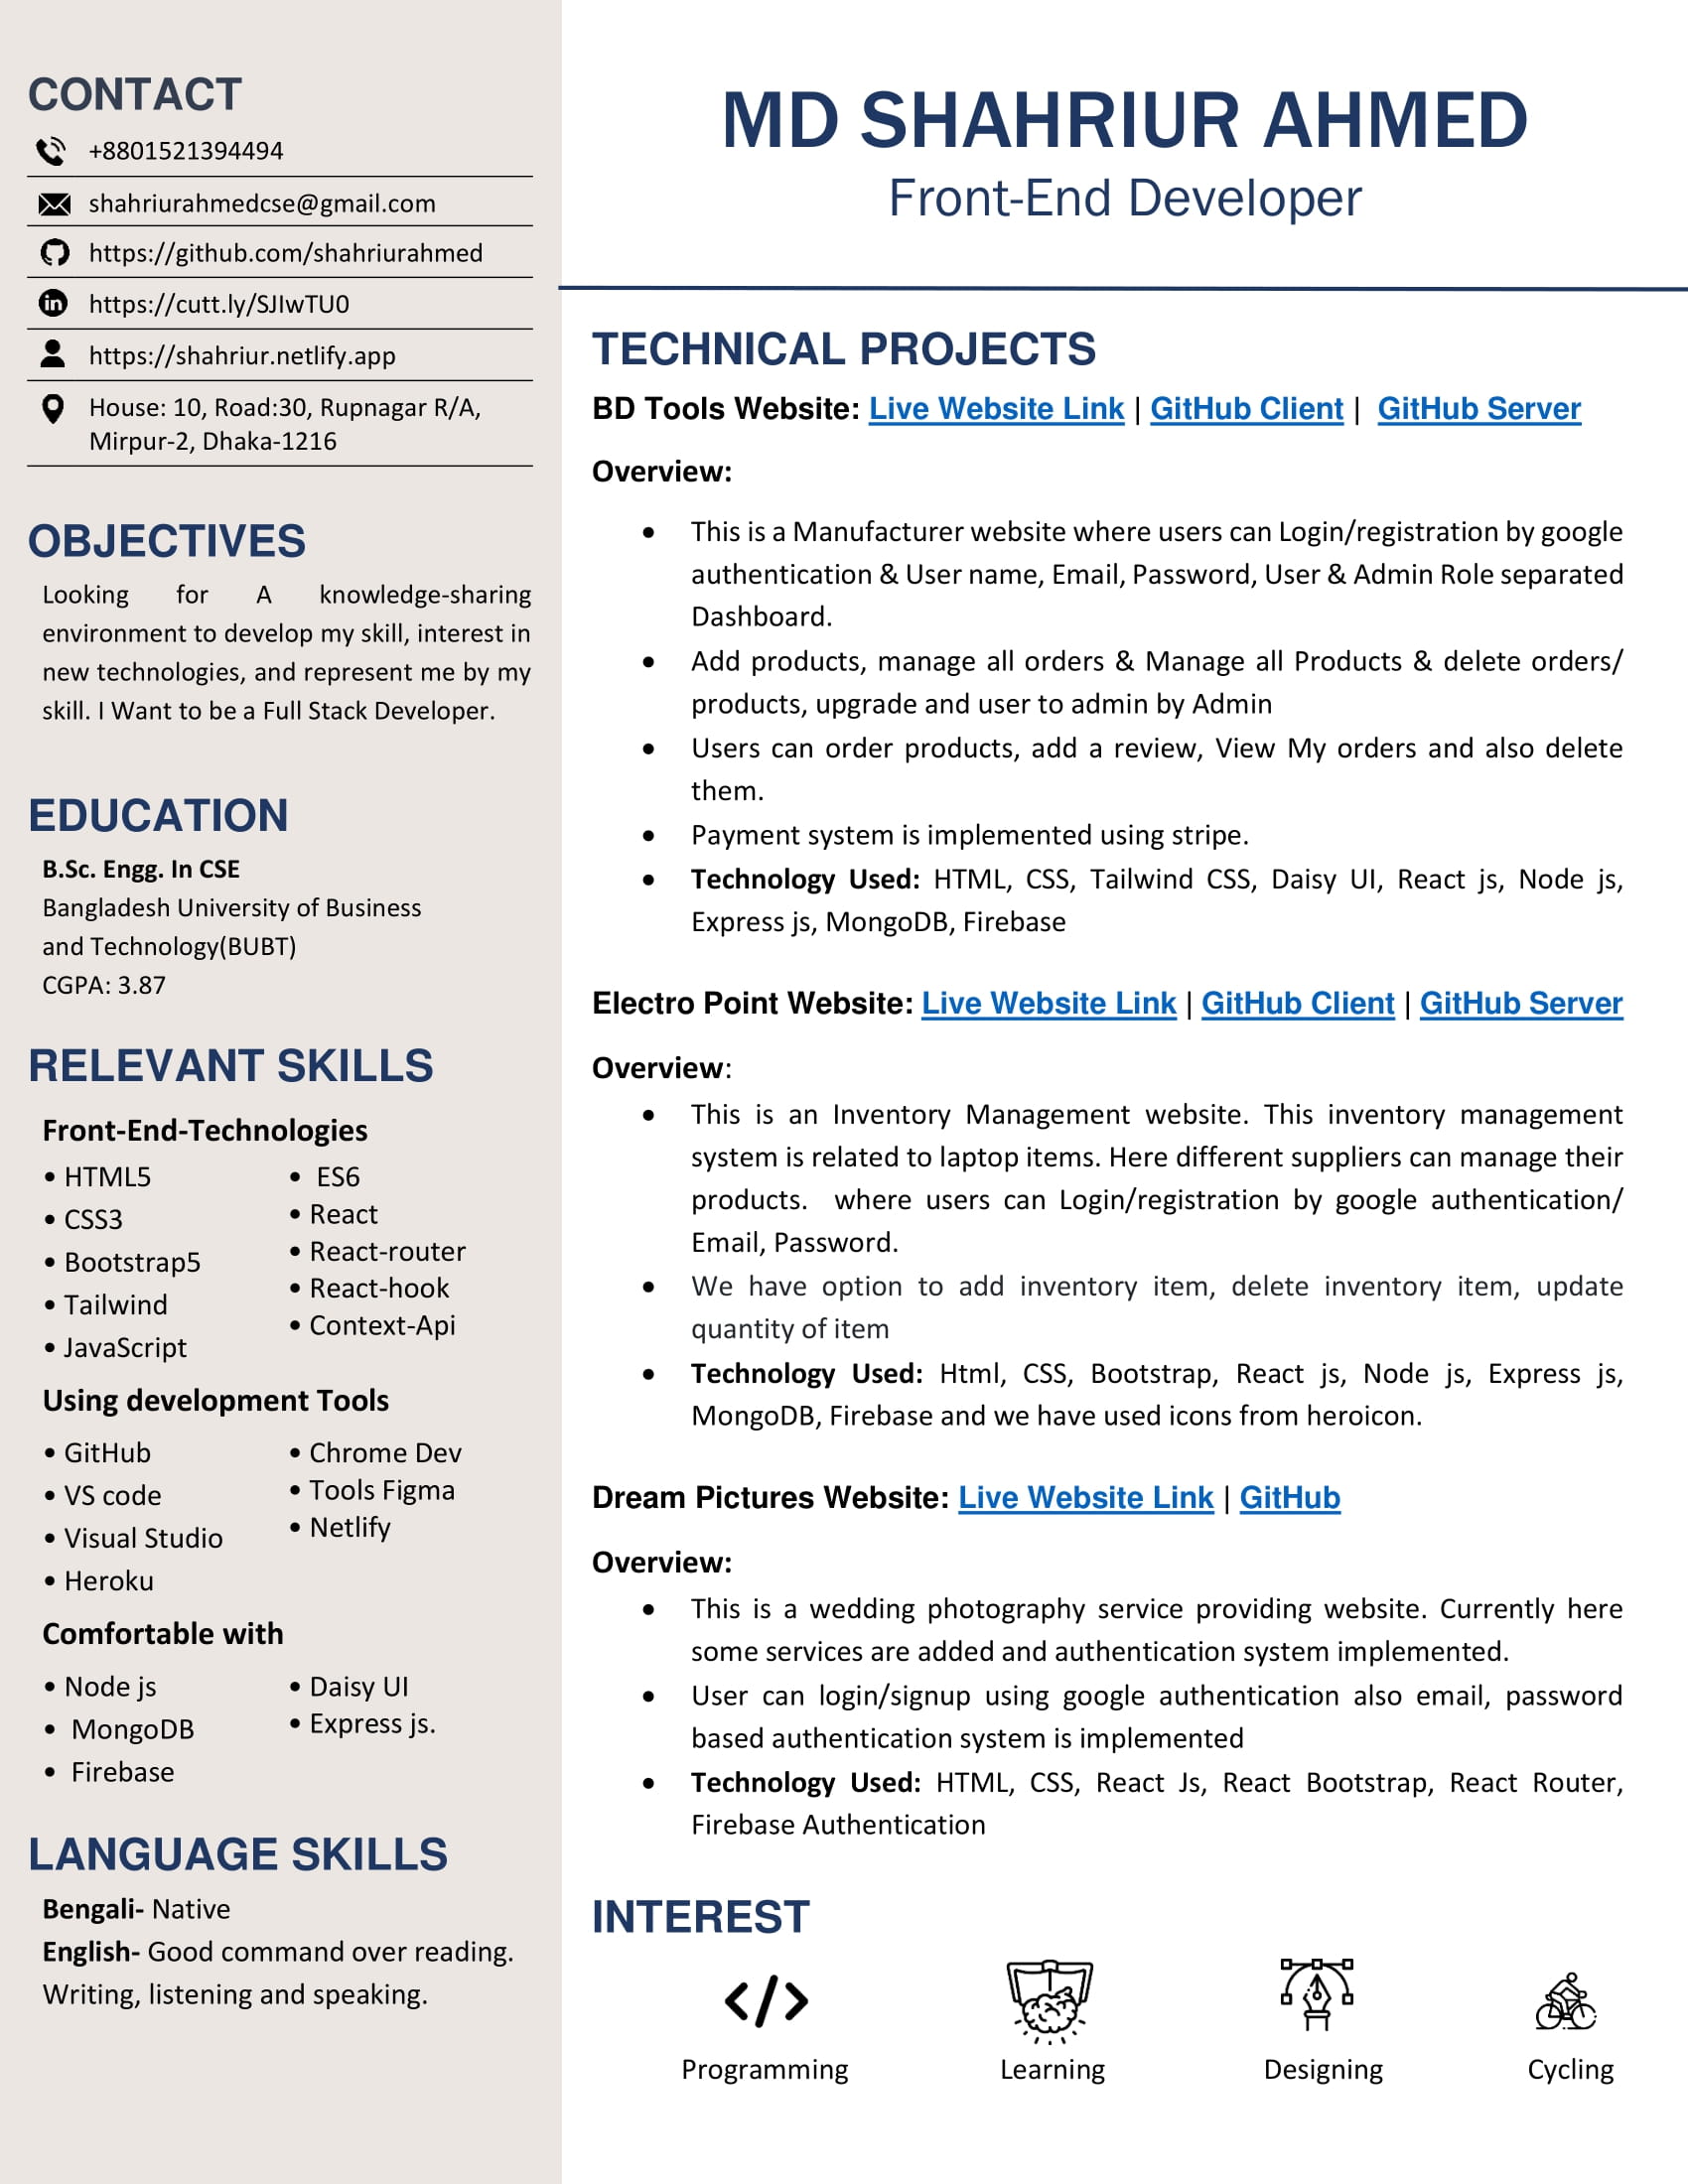 CONTACT
+8801521394494
shahriurahmedcse@gmail.com
https://github.com/shahriurahmed
https://cutt.ly/SJIwTU0
https://shahriur.netlify.app
House: 10, Road:30, Rupnagar R/A,
Mirpur-2, Dhaka-1216
OBJECTIVES
Looking for A knowledge-sharing
environment to develop my skill, interest in
new technologies, and represent me by my
skill. I Want to be a Full Stack Developer.
EDUCATION
B.Sc. Engg. In CSE
Bangladesh University of Business
and Technology(BUBT)
CGPA: 3.87
RELEVANT SKILLS
Front-End-Technologies
• HTML5
• CSS3
• Bootstrap5
• Tailwind
• JavaScript
• ES6
• React
• React-router
• React-hook
• Context-Api
Using development Tools
• GitHub
• VS code
• Visual Studio
• Heroku
• Chrome Dev
• Tools Figma
• Netlify
Comfortable with
• Node js
• MongoDB
• Firebase
• Daisy UI
• Express js.
LANGUAGE SKILLS
Bengali- Native
English- Good command over reading.
Writing, listening and speaking.
MD SHAHRIUR AHMED
Front-End Developer
TECHNICAL PROJECTS
BD Tools Website: Live Website Link | GitHub Client | GitHub Server
Overview:
• This is a Manufacturer website where users can Login/registration by google
authentication & User name, Email, Password, User & Admin Role separated
Dashboard.
• Add products, manage all orders & Manage all Products & delete orders/
products, upgrade and user to admin by Admin
• Users can order products, add a review, View My orders and also delete
them.
• Payment system is implemented using stripe.
• Technology Used: HTML, CSS, Tailwind CSS, Daisy UI, React js, Node js,
Express js, MongoDB, Firebase
Electro Point Website: Live Website Link | GitHub Client | GitHub Server
Overview:
• This is an Inventory Management website. This inventory management
system is related to laptop items. Here different suppliers can manage their
products. where users can Login/registration by google authentication/
Email, Password.
• We have option to add inventory item, delete inventory item, update
quantity of item
• Technology Used: Html, CSS, Bootstrap, React js, Node js, Express js,
MongoDB, Firebase and we have used icons from heroicon.
Dream Pictures Website: Live Website Link | GitHub
Overview:
• This is a wedding photography service providing website. Currently here
some services are added and authentication system implemented.
• User can login/signup using google authentication also email, password
based authentication system is implemented
• Technology Used: HTML, CSS, React Js, React Bootstrap, React Router,
Firebase Authentication
INTEREST
Programming
Learning
Designing
Cycling